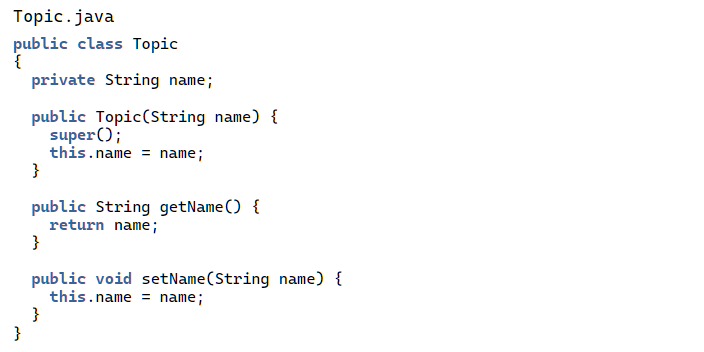 Topic.java
public class Topic
{
  private String name;

  public Topic(String name) {
    super();
    this.name = name;
  }

  public String getName() {
    return name;
  }

  public void setName(String name) {
    this.name = name;
  }
}